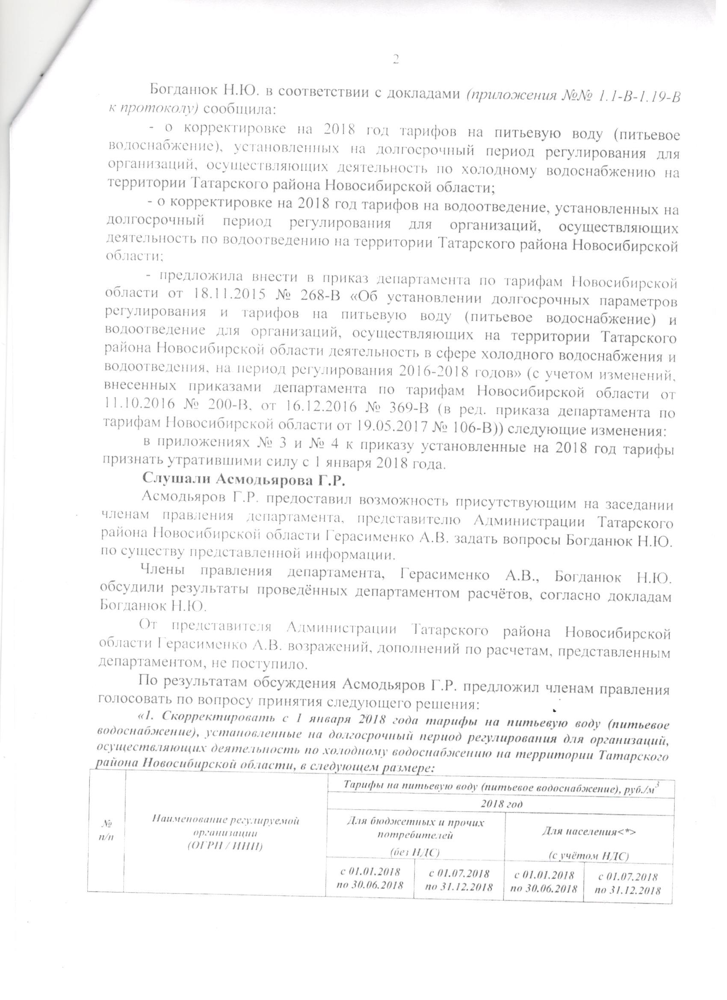 2
Богданюк Н.Ю. в соответствии с докладами (приложения №№ 1.1-В-1.19-В
к протоколу) сообщила:
- о корректировке на 2018 год тарифов на питьевую воду (питьевое
водоснабжение), установленных на долгосрочный период регулирования для
организаций, осуществляющих деятельность по холодному водоснабжению на
территории Татарского района Новосибирской области;
- о корректировке на 2018 год тарифов на водоотведение, установленных на
долгосрочный период регулирования для организаций, осуществляющих
деятельность по водоотведению на территории Татарского района Новосибирской
области;
- предложила внести в приказ департамента по тарифам Новосибирской
области от 18.11.2015 № 268-В «Об установлении долгосрочных параметров
регулирования и тарифов на питьевую воду (питьевое водоснабжение) и
водоотведение для организаций, осуществляющих на территории Татарского
района Новосибирской области деятельность в сфере холодного водоснабжения и
водоотведения, на период регулирования 2016-2018 годов» (с учетом изменений,
внесенных приказами департамента по тарифам Новосибирской области от
11.10.2016 № 200-В, от 16.12.2016 № 369-В (в ред. приказа департамента по
тарифам Новосибирской области от 19.05.2017 № 106-В)) следующие изменения:
в приложениях № 3 и № 4 к приказу установленные на 2018 год тарифы
признать утратившими силу с 1 января 2018 года.
Слушали Асмодьярова Г.Р.
Асмодьяров Г.Р. предоставил возможность присутствующим на заседании
членам правления департамента, представителю Администрации Татарского
района Новосибирской области Герасименко А.В. задать вопросы Богданюк Н.Ю.
по существу представленной информации.
Члены правления департамента, Герасименко А.В., Богданюк Н.Ю.
обсудили результаты проведённых департаментом расчётов, согласно докладам
Богданюк Н.Ю.
От представителя Администрации Татарского района Новосибирской
области Герасименко А.В. возражений, дополнений по расчетам, представленным
департаментом, не поступило.
По результатам обсуждения Асмодьяров Г.Р. предложил членам правления
голосовать по вопросу принятия следующего решения:
«1. Скорректировать с 1 января 2018 года тарифы на питьевую воду (питьевое
водоснабжение), установленные на долгосрочный период регулирования для организаций,
осуществляющих деятельность по холодному водоснабжению на территории Татарского
района Новосибирской области, в следующем размере:
№
п/п
Наименование регулируемой
организации
(ОГРН / ИНН)
Тарифы на питьевую воду (питьевое водоснабжение), руб./м³
2018 год
Для бюджетных и прочих
потребителей
(без НДС)
Для населения<*>
(с учётом НДС)
с 01.01.2018
по 30.06.2018
с 01.07.2018
по 31.12.2018
с 01.01.2018
по 30.06.2018
с 01.07.2018
по 31.12.2018